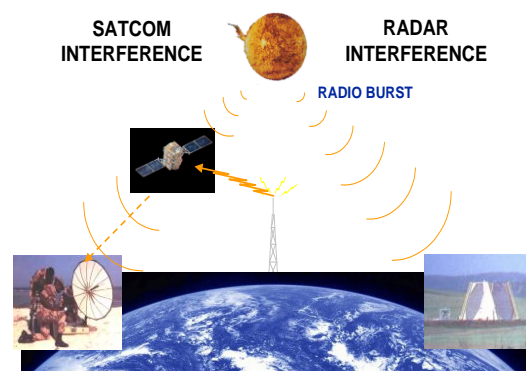 SATCOM
INTERFERENCE
RADAR
INTERFERENCE
RADIO BURST